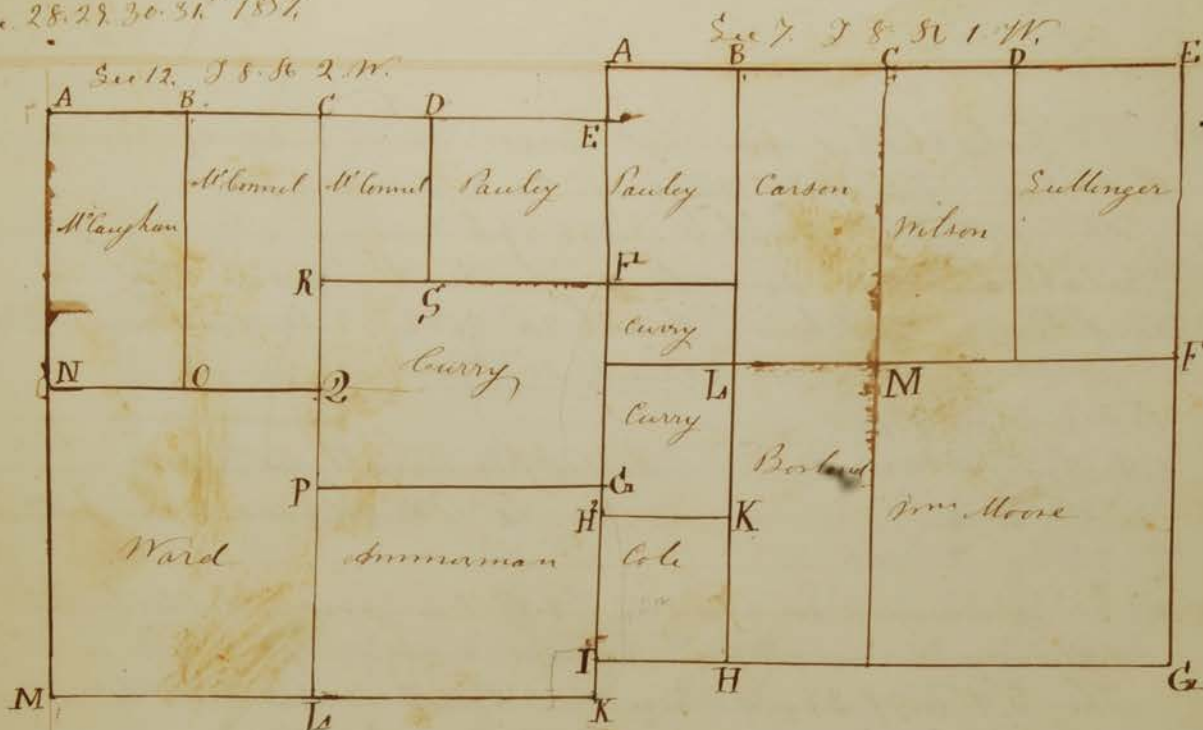 28.29.30.31. 1857.
Sec 7. T 8. R 1. W.
Sec 12. T 8. R 2. W.
A B C D E
A B C D E
McCaughan
McConnel
McConnel
Pauley
Pauley
Carson
Wilson
Sullinger
R S F
Curry
Curry
N O Q
L M F
Curry
P G
H K
Borland
Wm Moore
Ward
Ammerman
Cole
I H G
M L K